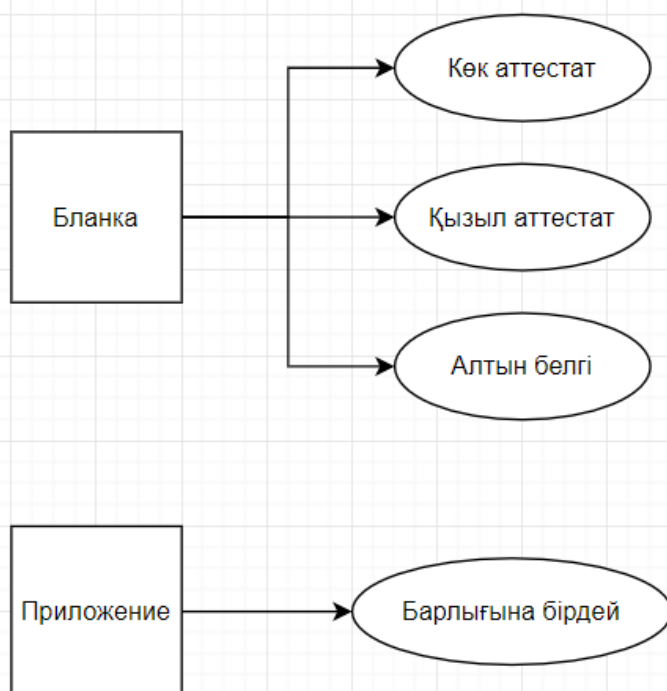 Көк аттестат
Бланка
Қызыл аттестат
Алтын белгі
Приложение
Барлығына бірдей